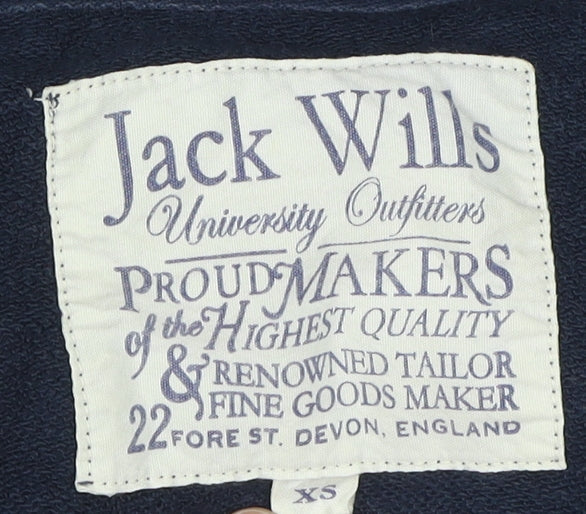 Jack Wills
University Outfitters
PROUD MAKERS
of the HIGHEST QUALITY
& RENOWNED TAILOR
FINE GOODS MAKER
22 FORE ST. DEVON, ENGLAND
XS